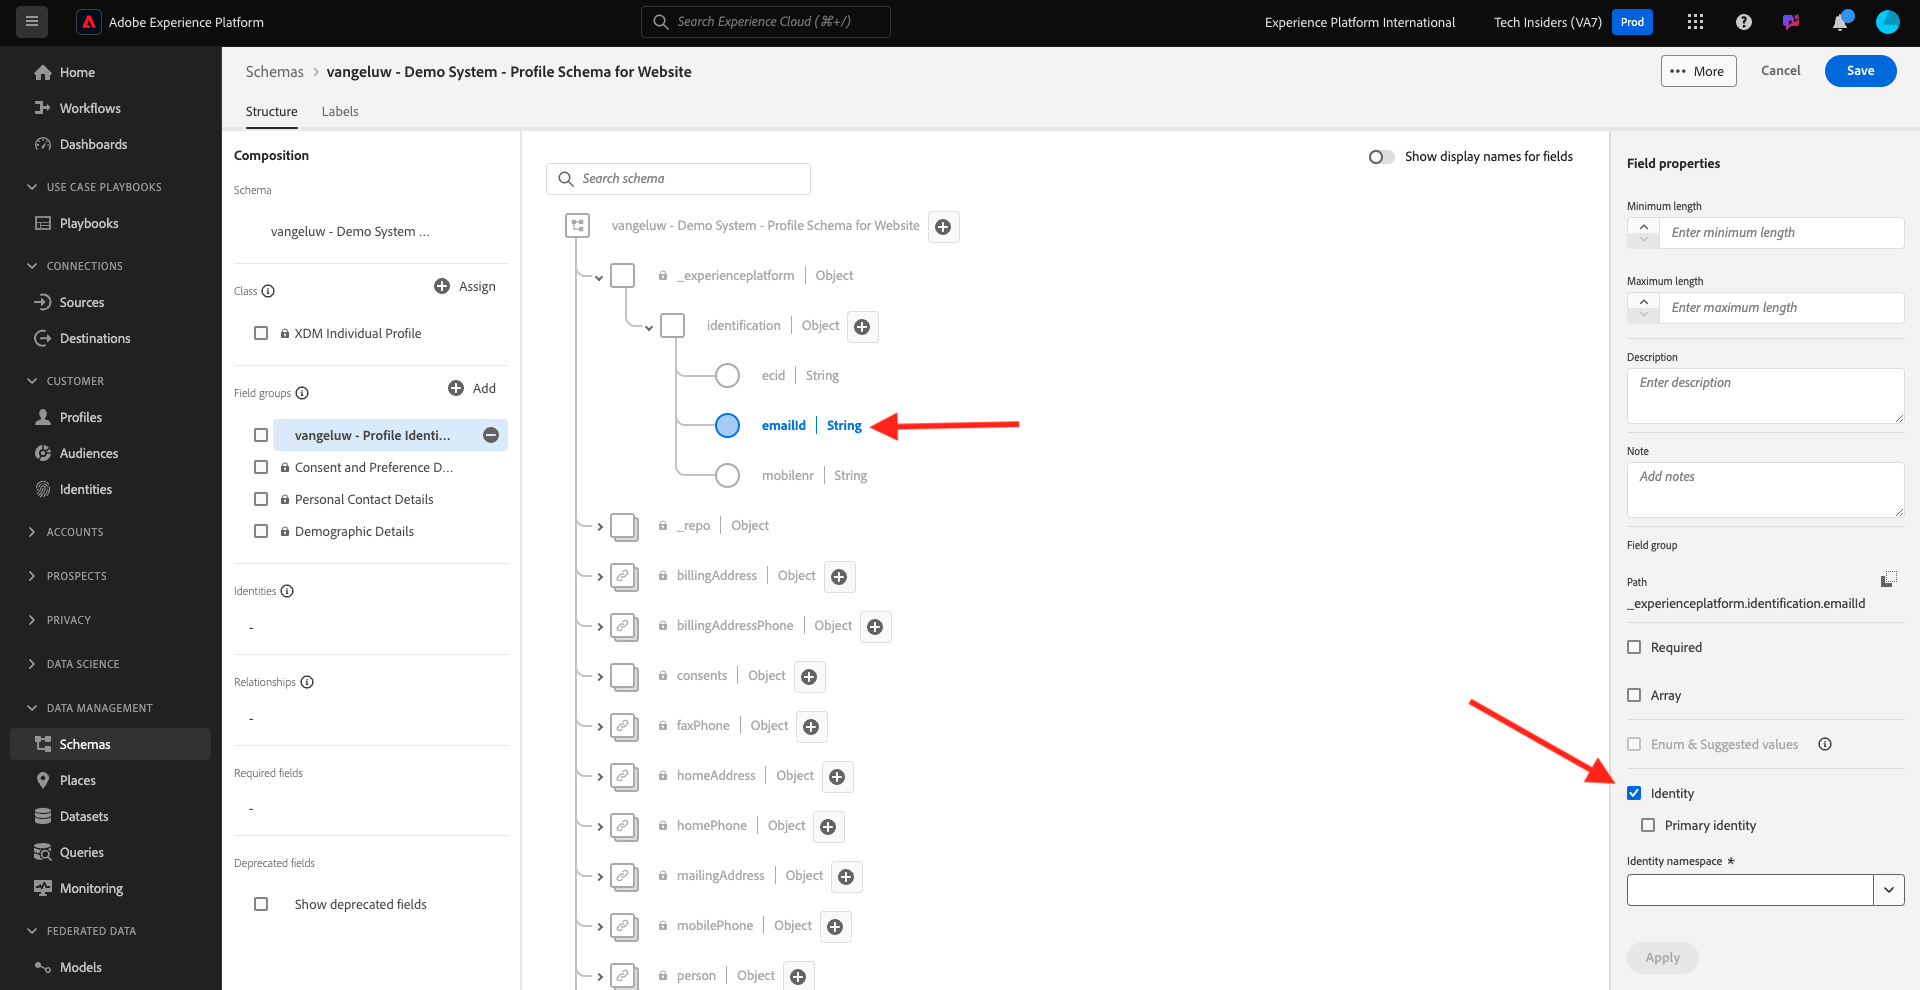 Adobe Experience Platform
Search Experience Cloud (⌘+/)
Experience Platform International
Tech Insiders (VA7)
Prod
Home
Workflows
Dashboards
USE CASE PLAYBOOKS
Playbooks
CONNECTIONS
Sources
Destinations
CUSTOMER
Profiles
Audiences
Identities
ACCOUNTS
PROSPECTS
PRIVACY
DATA SCIENCE
DATA MANAGEMENT
Schemas
Places
Datasets
Queries
Monitoring
FEDERATED DATA
Models
Schemas > vangeluw - Demo System - Profile Schema for Website
More
Cancel
Save
Structure
Labels
Composition
Schema
vangeluw - Demo System ...
Class
Assign
XDM Individual Profile
Field groups
Add
vangeluw - Profile Identi...
Consent and Preference D...
Personal Contact Details
Demographic Details
Identities
-
Relationships
-
Required fields
-
Deprecated fields
Show deprecated fields
Search schema
Show display names for fields
vangeluw - Demo System - Profile Schema for Website
_experienceplatform | Object
identification | Object
ecid | String
emailId | String
mobilenr | String
_repo | Object
billingAddress | Object
billingAddressPhone | Object
consents | Object
faxPhone | Object
homeAddress | Object
homePhone | Object
mailingAddress | Object
mobilePhone | Object
person | Object
Field properties
Minimum length
Enter minimum length
Maximum length
Enter maximum length
Description
Enter description
Note
Add notes
Field group
Path
_experienceplatform.identification.emailId
Required
Array
Enum & Suggested values
Identity
Primary identity
Identity namespace *
Apply